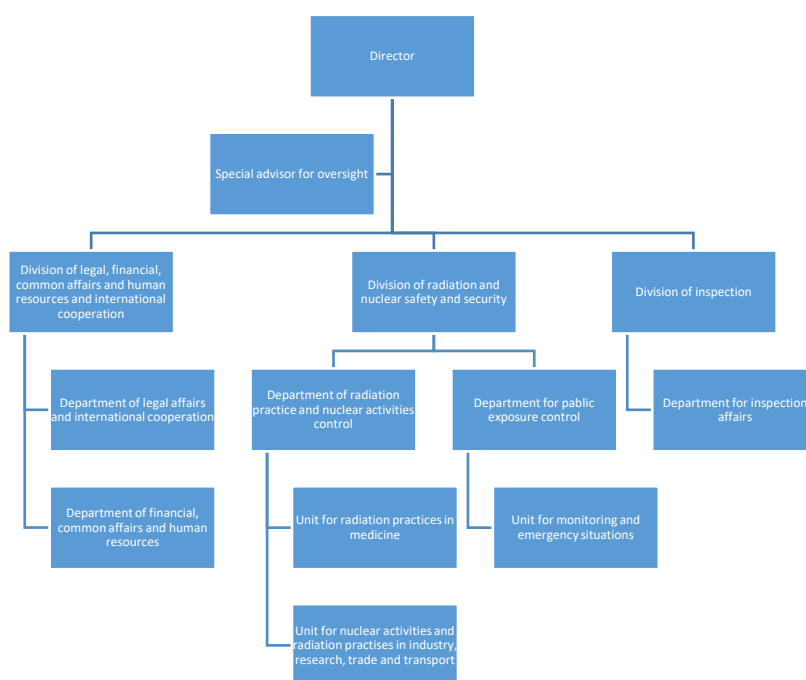 Director
Special advisor for oversight
Division of legal, financial,
common affairs and human
resources and international
cooperation
Division of radiation and
nuclear safety and security
Division of inspection
Department of legal affairs
and international cooperation
Department of radiation
practice and nuclear activities
control
Department for public
exposure control
Department for inspection
affairs
Department of financial,
common affairs and human
resources
Unit for radiation practices in
medicine
Unit for monitoring and
emergency situations
Unit for nuclear activities and
radiation practises in industry,
research, trade and transport